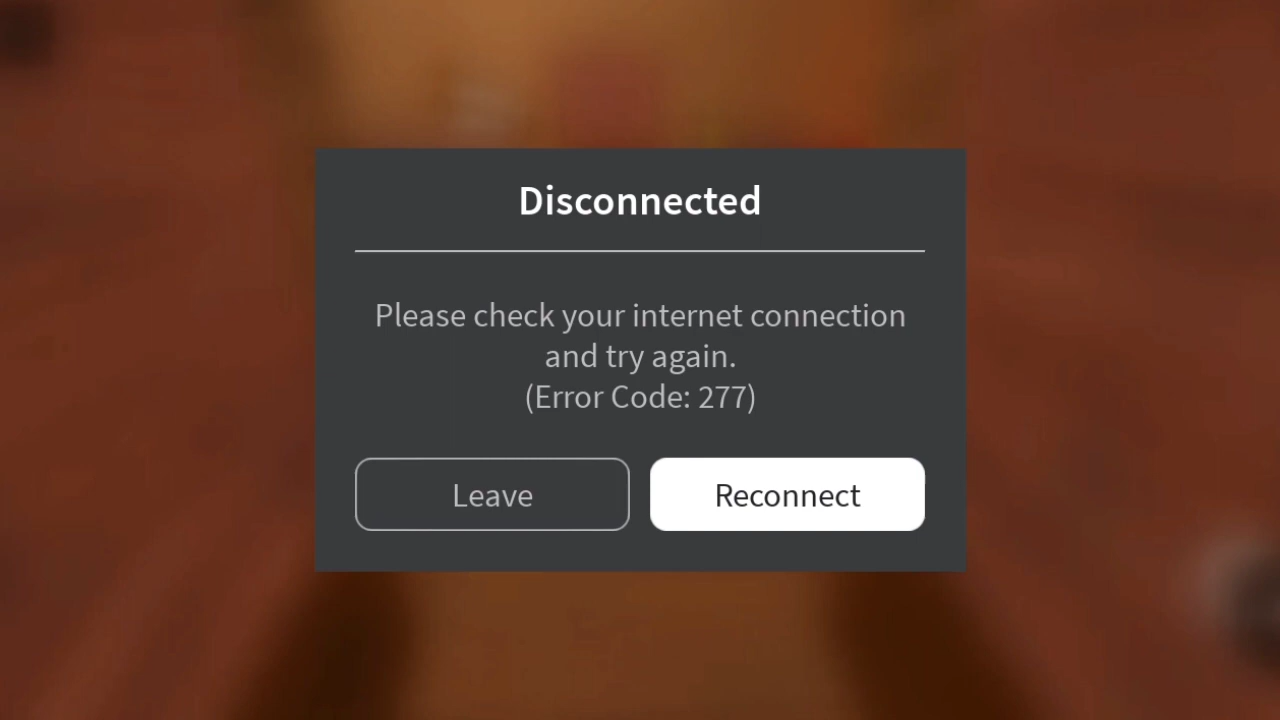 Disconnected
Please check your internet connection
and try again.
(Error Code: 277)
Leave
Reconnect